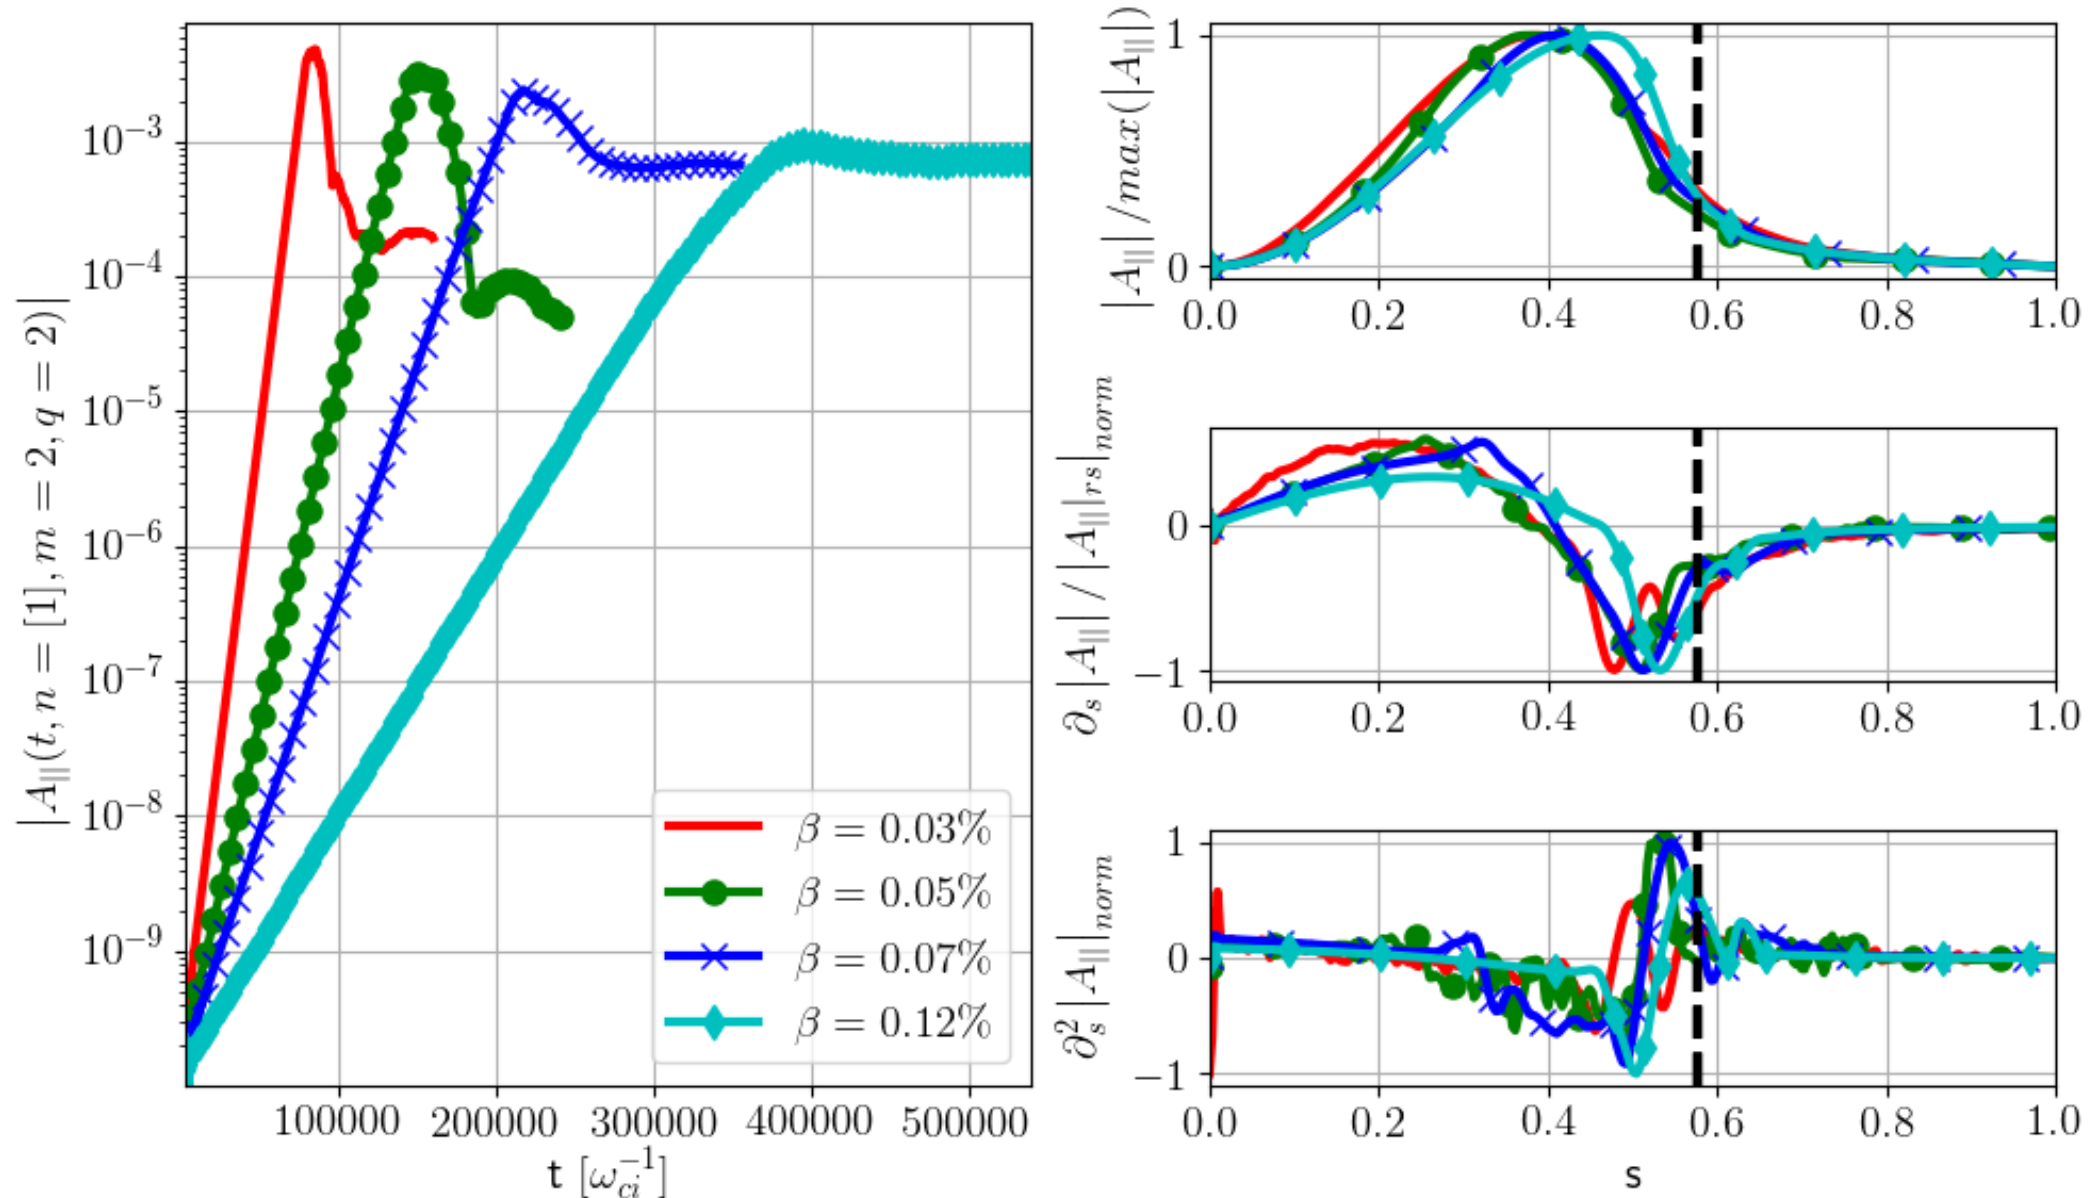 |A_∥(t, n = [1], m = 2, q = 2)|
10^{-3}
10^{-4}
10^{-5}
10^{-6}
10^{-7}
10^{-8}
10^{-9}
β = 0.03%
β = 0.05%
β = 0.07%
β = 0.12%
100000 200000 300000 400000 500000
t [ω_{ci}^{-1}]
|A_∥| /max(|A_∥|)
1
0
0.0 0.2 0.4 0.6 0.8 1.0
∂_s |A_∥| / |A_∥|_{rs}|_{norm}
0
−1
0.0 0.2 0.4 0.6 0.8 1.0
∂_s^2 |A_∥|_{norm}
1
0
−1
0.0 0.2 0.4 0.6 0.8 1.0
s